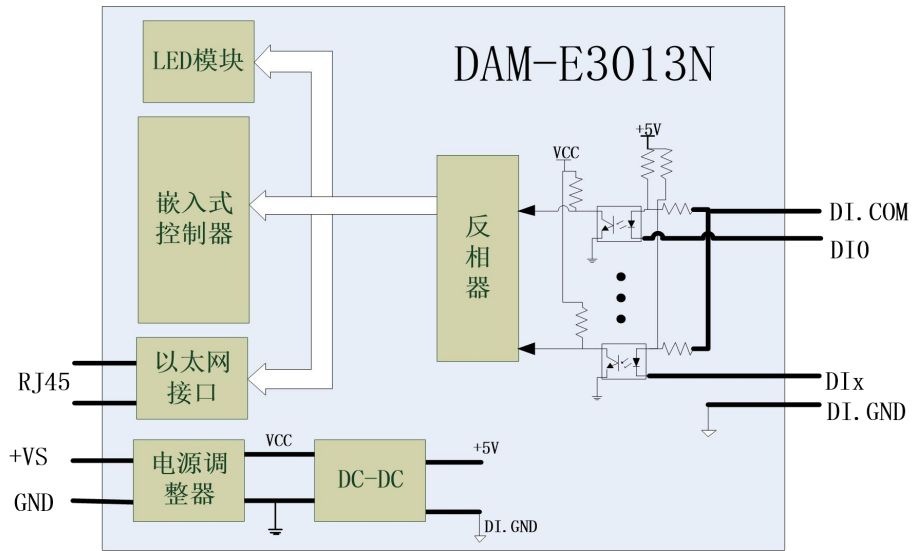 LED模块
DAM-E3013N
+5V
VCC
嵌入式
控制器
反
相
器
DI.COM
DI0
以太网
接口
RJ45
DIx
DI.GND
+VS
GND
电源调
整器
VCC
DC-DC
+5V
DI.GND